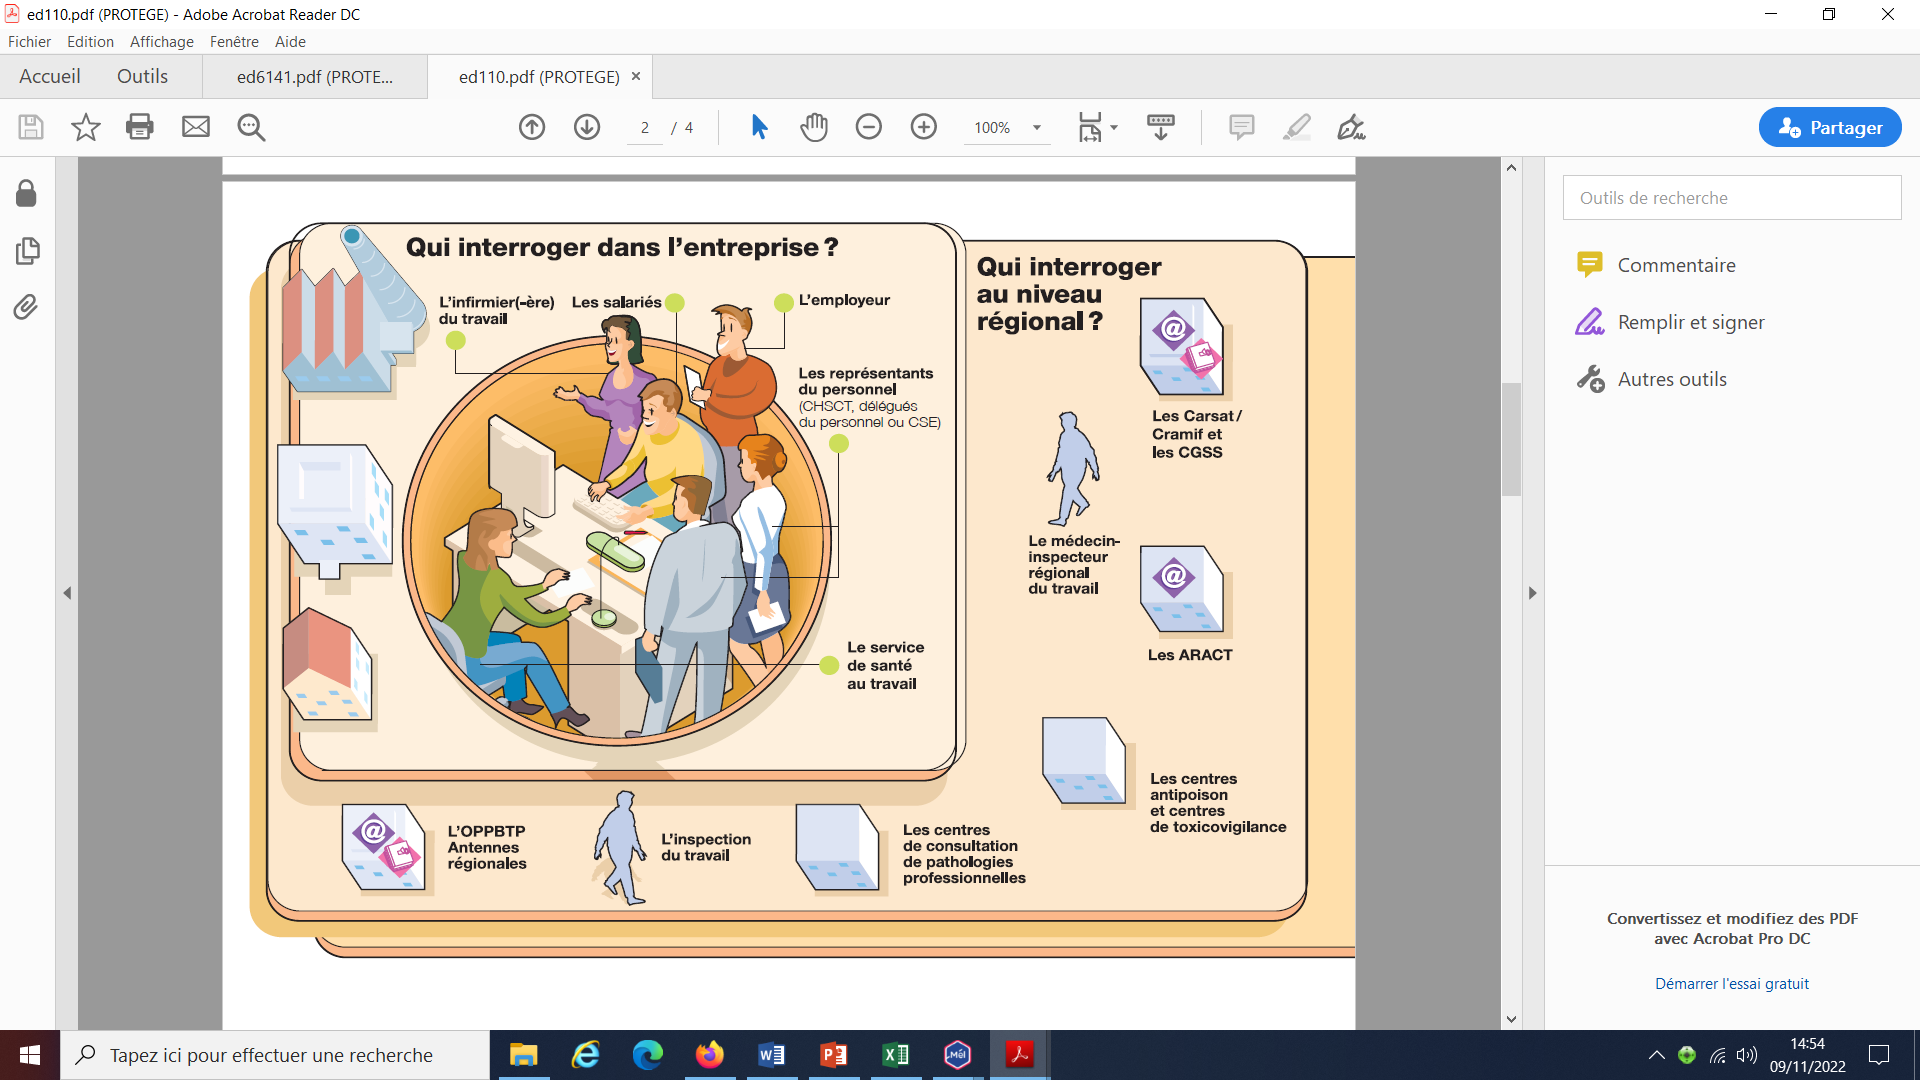 ed110.pdf (PROTEGE) - Adobe Acrobat Reader DC
Fichier Edition Affichage Fenêtre Aide
Accueil Outils ed6141.pdf (PROTE... ed110.pdf (PROTEGE) ×
2 / 4 100% Partager
Outils de recherche
Commentaire
Remplir et signer
Autres outils
Convertissez et modifiez des PDF
avec Acrobat Pro DC
Démarrer l'essai gratuit
Qui interroger dans l'entreprise ?
L'infirmier(-ère)
du travail
Les salariés
L'employeur
Les représentants
du personnel
(CHSCT, délégués
du personnel ou CSE)
Le service
de santé
au travail
Qui interroger
au niveau
régional ?
@
Les Carsat /
Cramif et
les CGSS
Le médecin-
inspecteur
régional
du travail
@
Les ARACT
Les centres
antipoison
et centres
de toxicovigilance
@
L'OPPBTP
Antennes
régionales
L'inspection
du travail
Les centres
de consultation
de pathologies
professionnelles
Tapez ici pour effectuer une recherche
14:54
09/11/2022